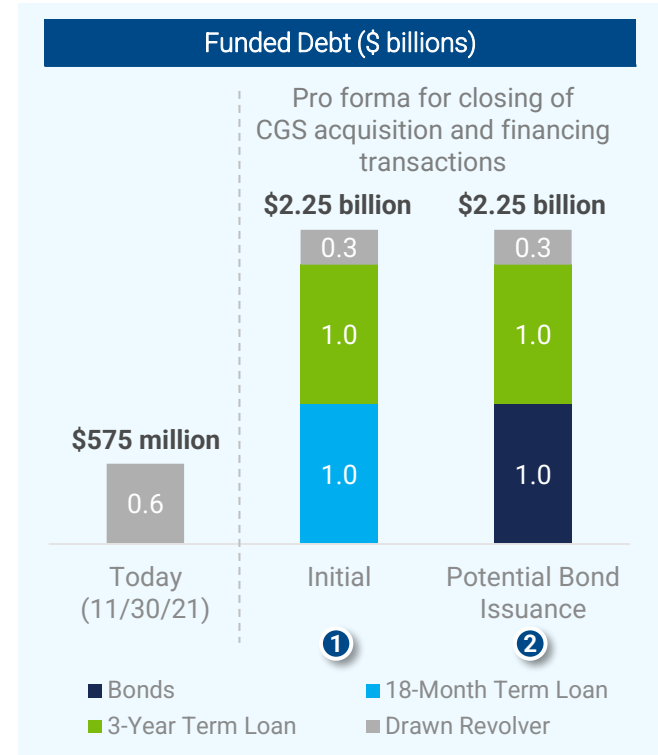 Funded Debt ($ billions)
Pro forma for closing of
CGS acquisition and financing
transactions
$2.25 billion
$2.25 billion
0.3
0.3
1.0
1.0
$575 million
0.6
1.0
1.0
Today
(11/30/21)
Initial
Potential Bond
Issuance
1
2
Bonds
18-Month Term Loan
3-Year Term Loan
Drawn Revolver